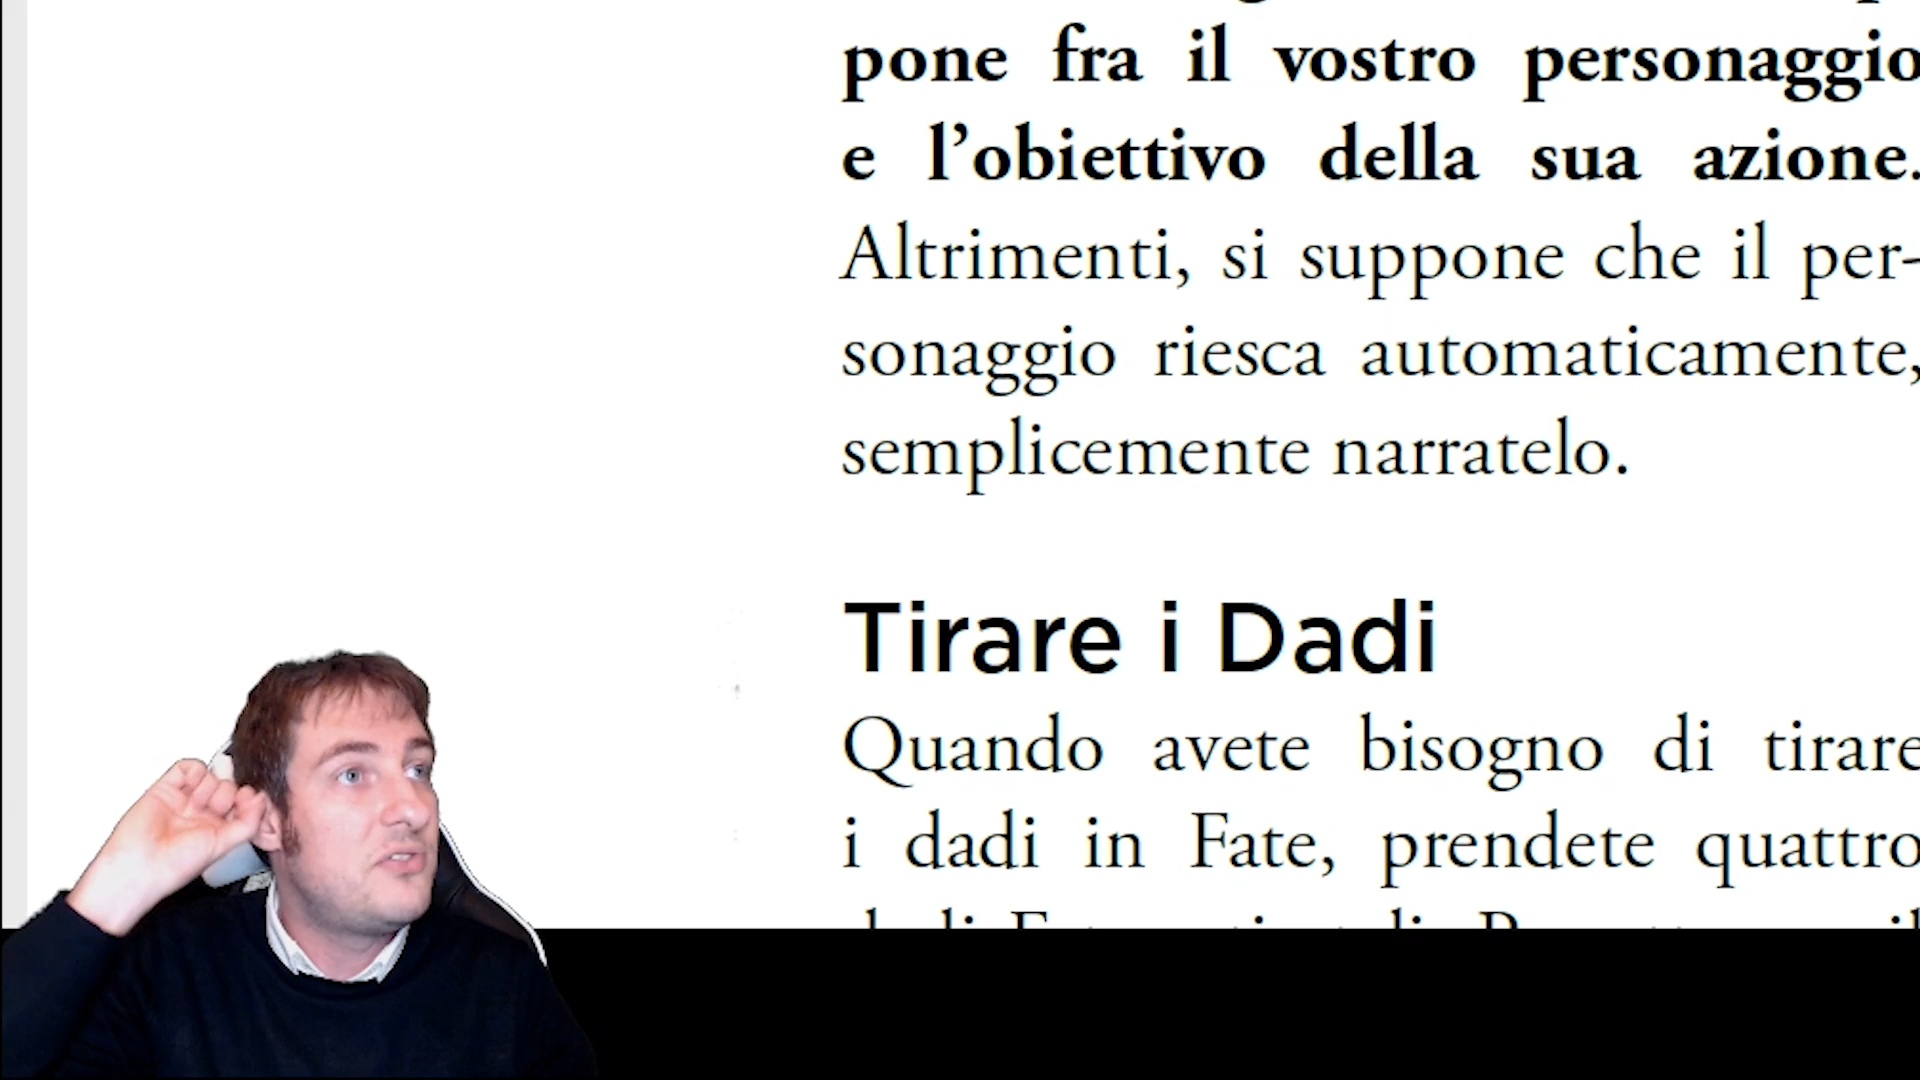 pone fra il vostro personaggio
e l’obiettivo della sua azione.
Altrimenti, si suppone che il per-
sonaggio riesca automaticamente,
semplicemente narratelo.
Tirare i Dadi
Quando avete bisogno di tirare
i dadi in Fate, prendete quattro